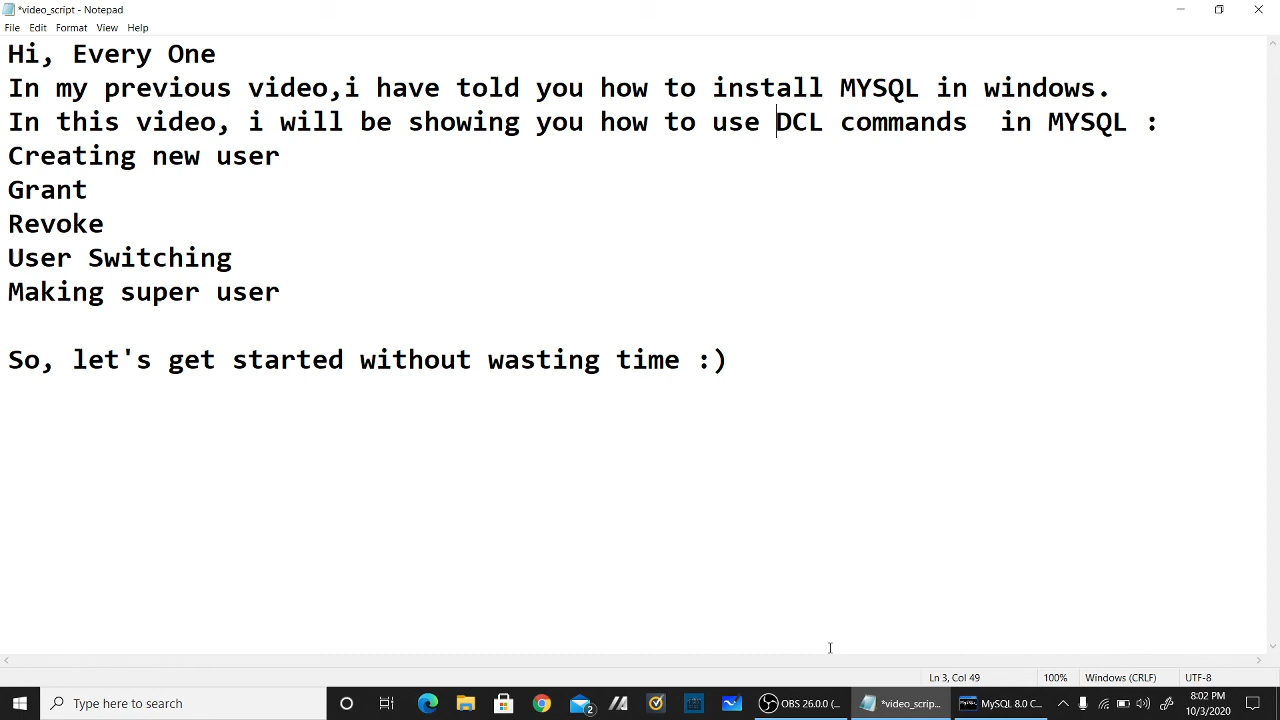 *video_script - Notepad
File Edit Format View Help
Hi, Every One
In my previous video,i have told you how to install MYSQL in windows.
In this video, i will be showing you how to use DCL commands  in MYSQL :
Creating new user
Grant
Revoke
User Switching
Making super user
So, let's get started without wasting time :)
Ln 3, Col 49 100% Windows (CRLF) UTF-8
Type here to search 2 OBS 26.0.0 (... *video_scrip... MySQL 8.0 C... 8:02 PM
10/3/2020